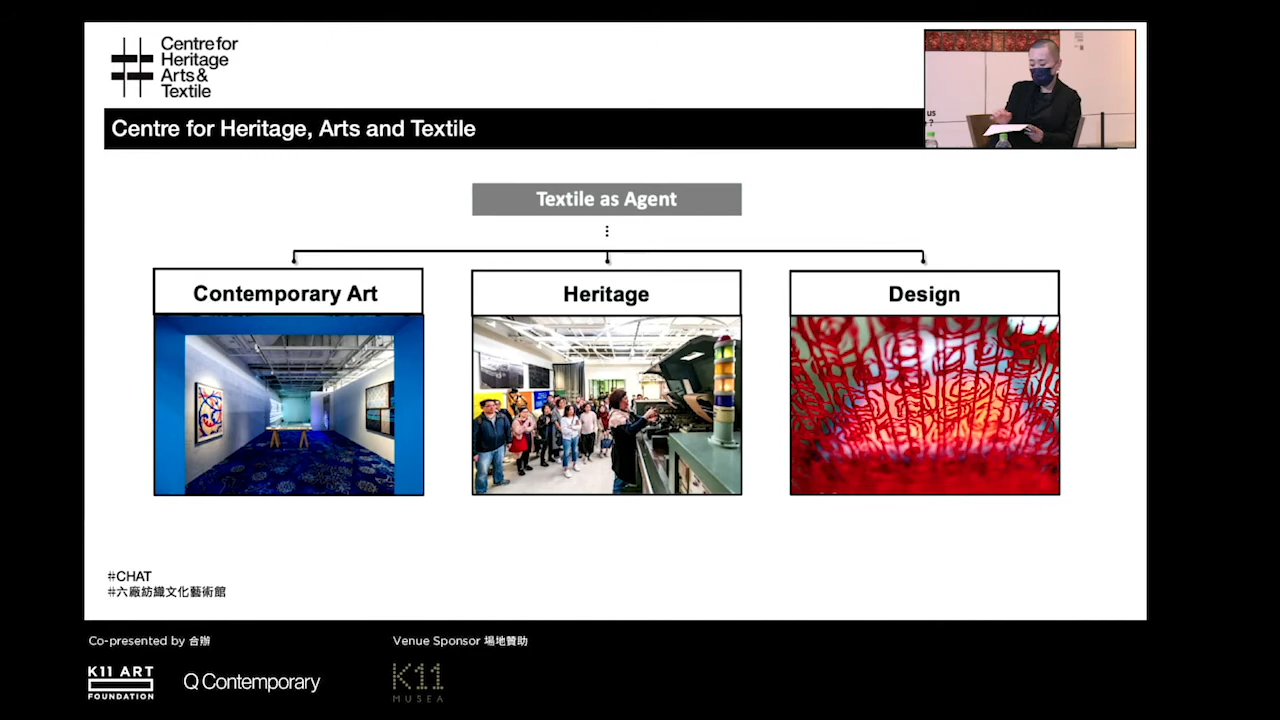 Centre for
Heritage
Arts &
Textile
Centre for Heritage, Arts and Textile
us
?
Textile as Agent
Contemporary Art
Heritage
Design
#CHAT
#六廠紡織文化藝術館
Co-presented by 合辦
Venue Sponsor 場地贊助
K11 ART
FOUNDATION
Q Contemporary
K11
MUSEA